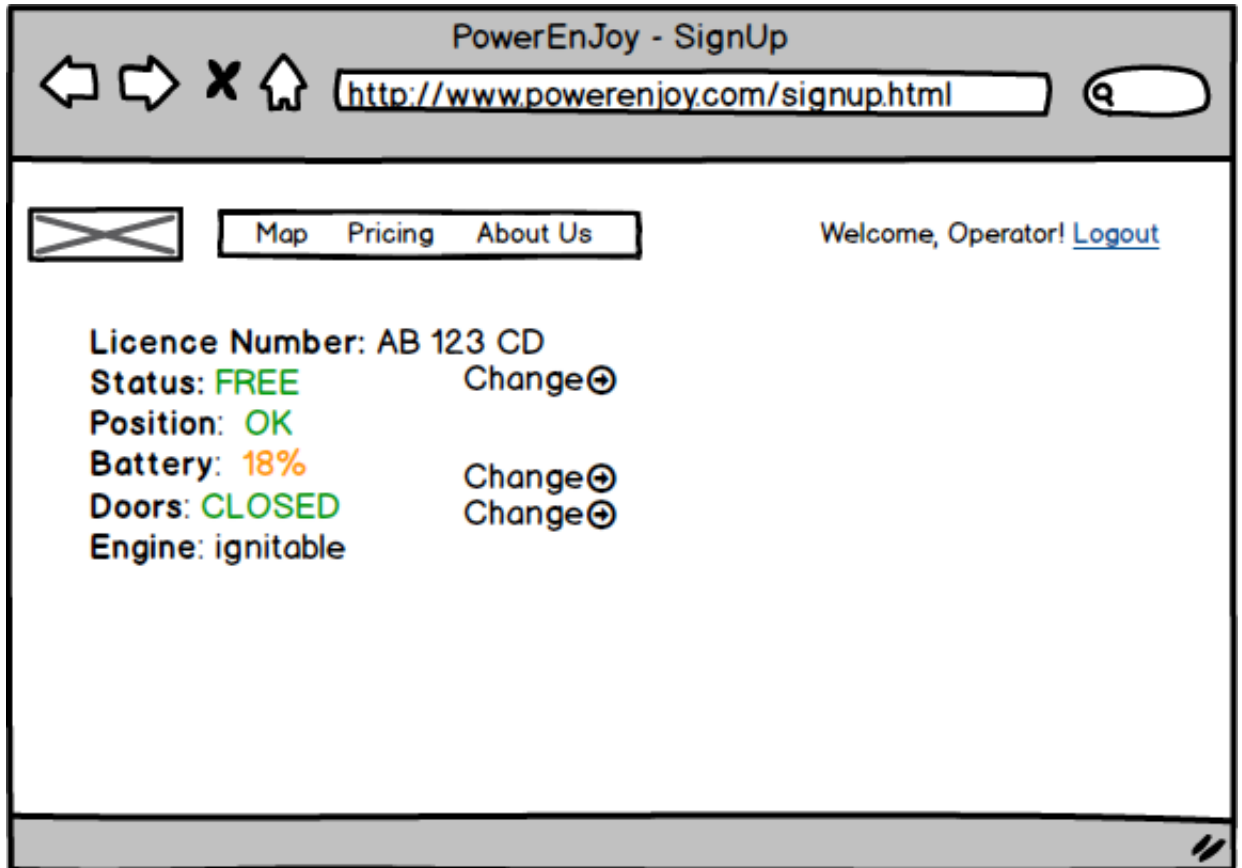 PowerEnJoy - SignUp
http://www.powerenjoy.com/signup.html
Map Pricing About Us
Welcome, Operator! Logout
Licence Number: AB 123 CD
Status: FREE Change
Position: OK
Battery: 18% Change
Doors: CLOSED Change
Engine: ignitable